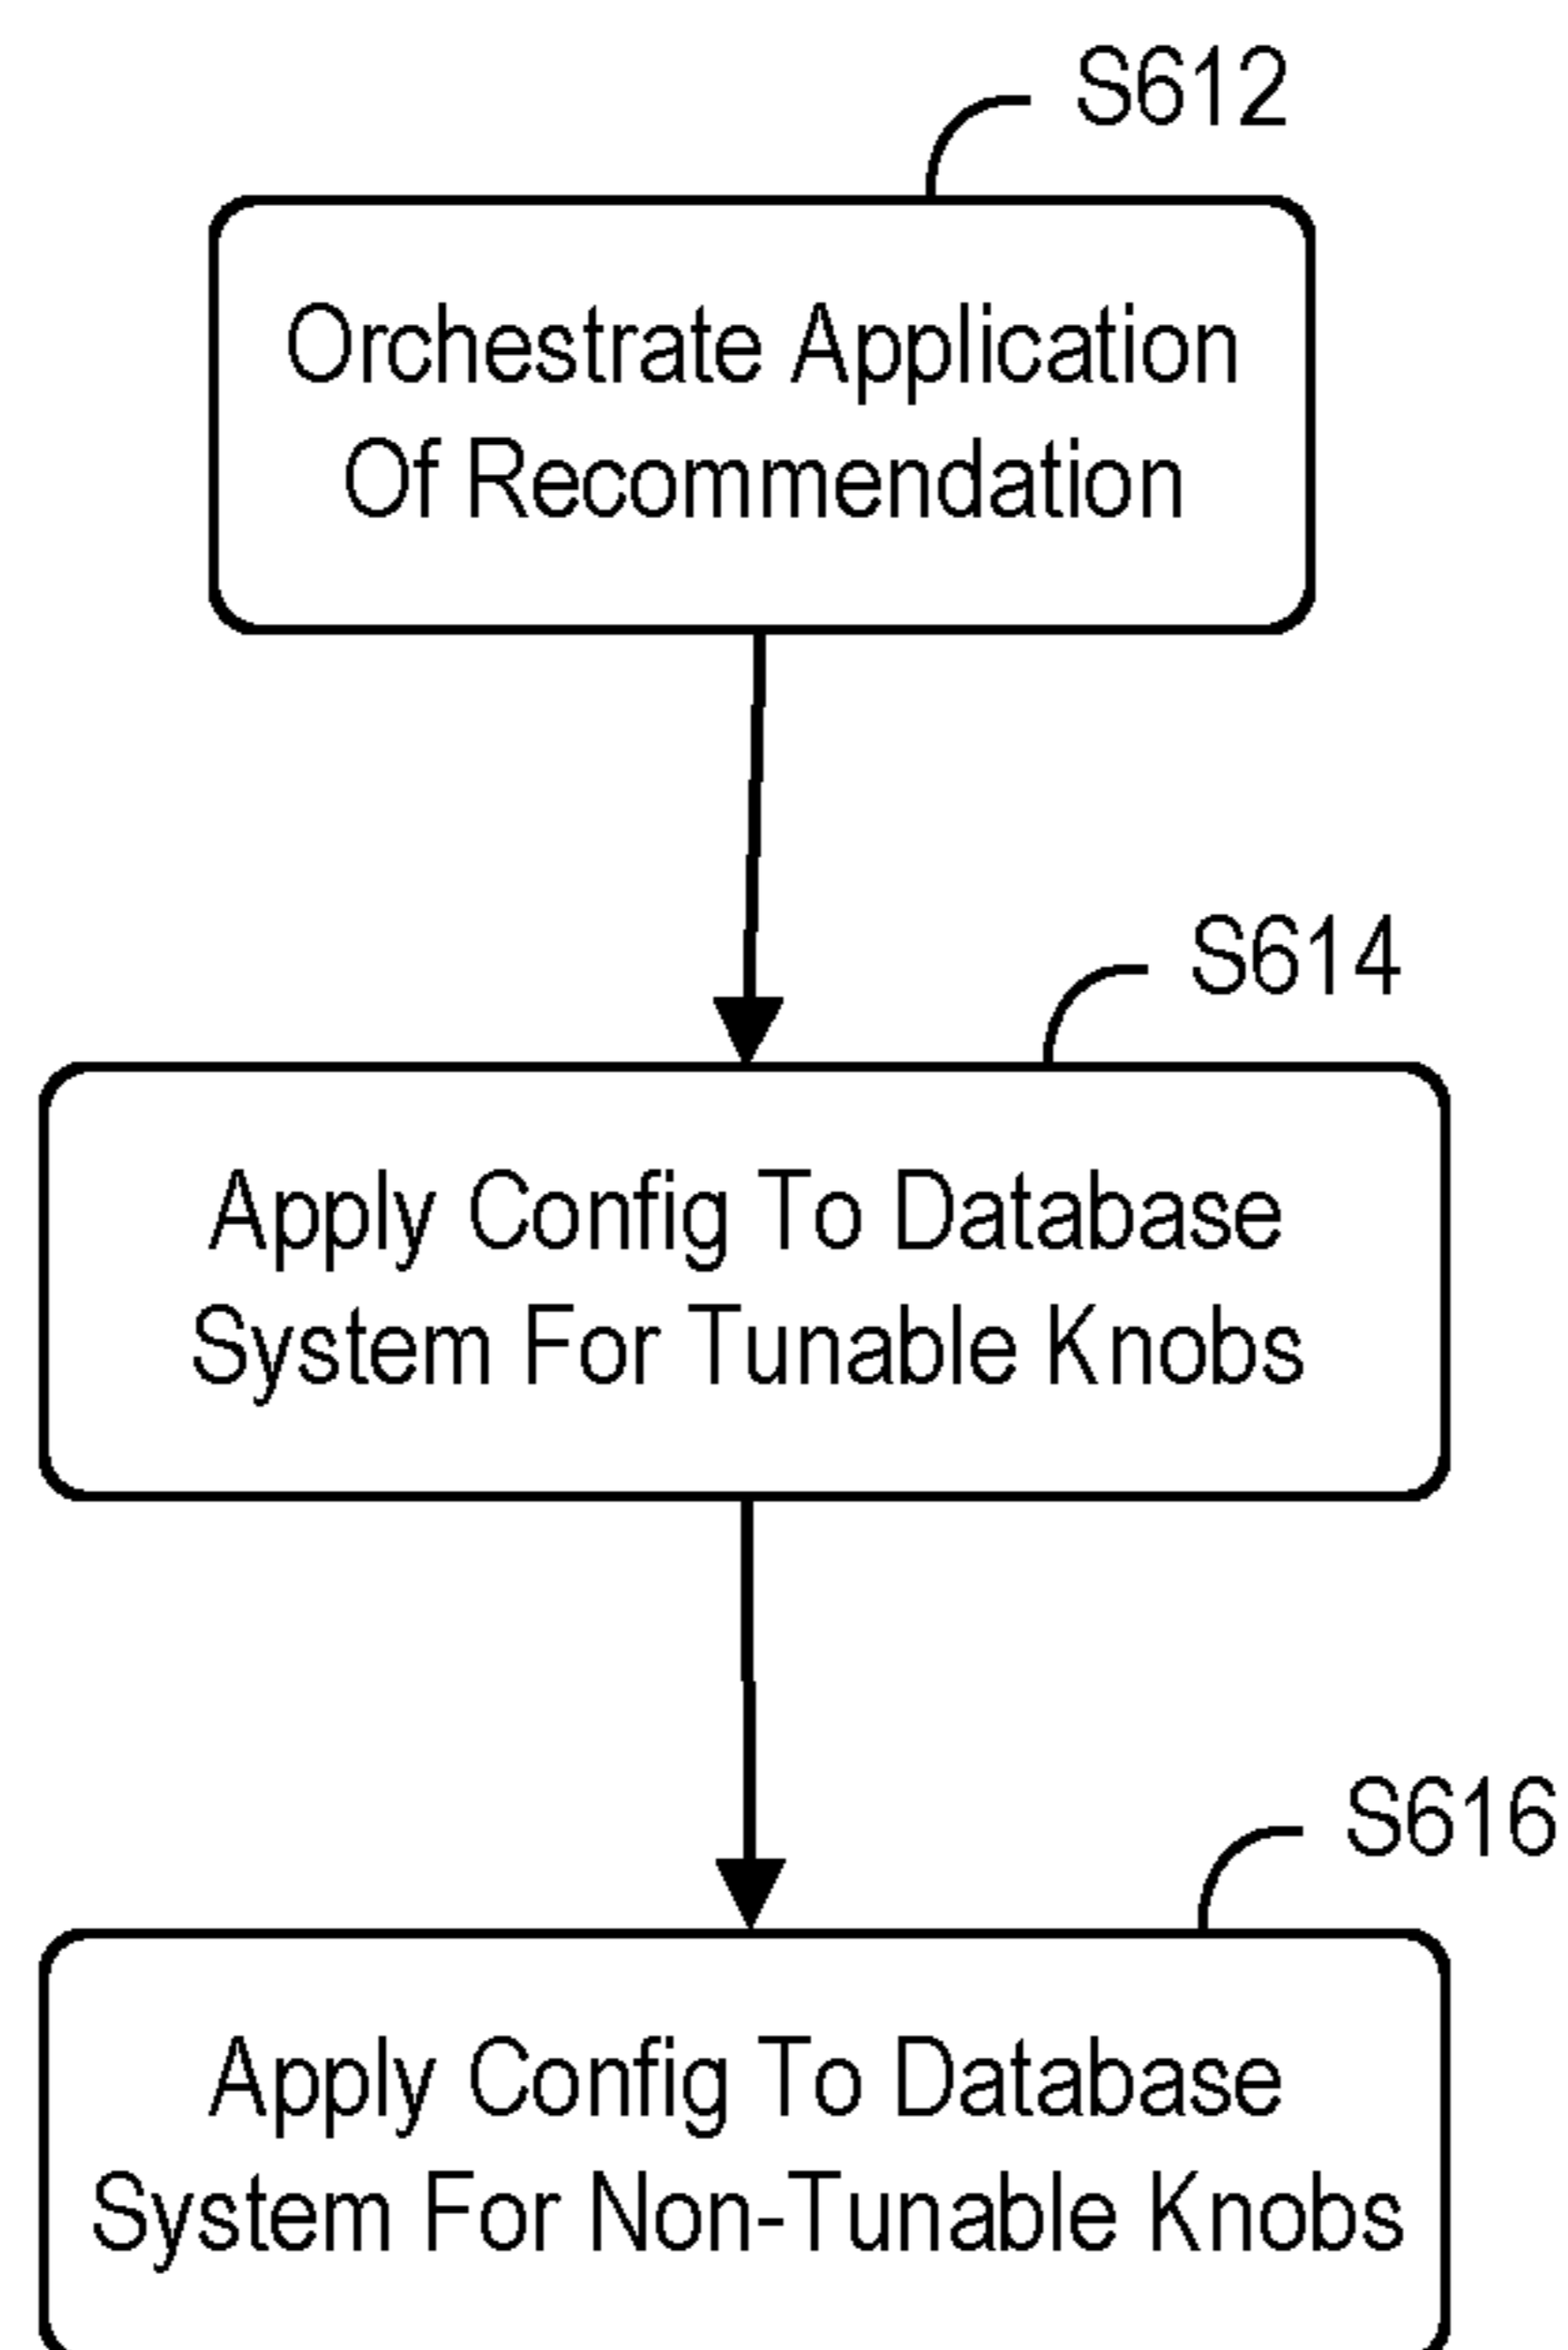 S612
Orchestrate Application
Of Recommendation
S614
Apply Config To Database
System For Tunable Knobs
S616
Apply Config To Database
System For Non-Tunable Knobs